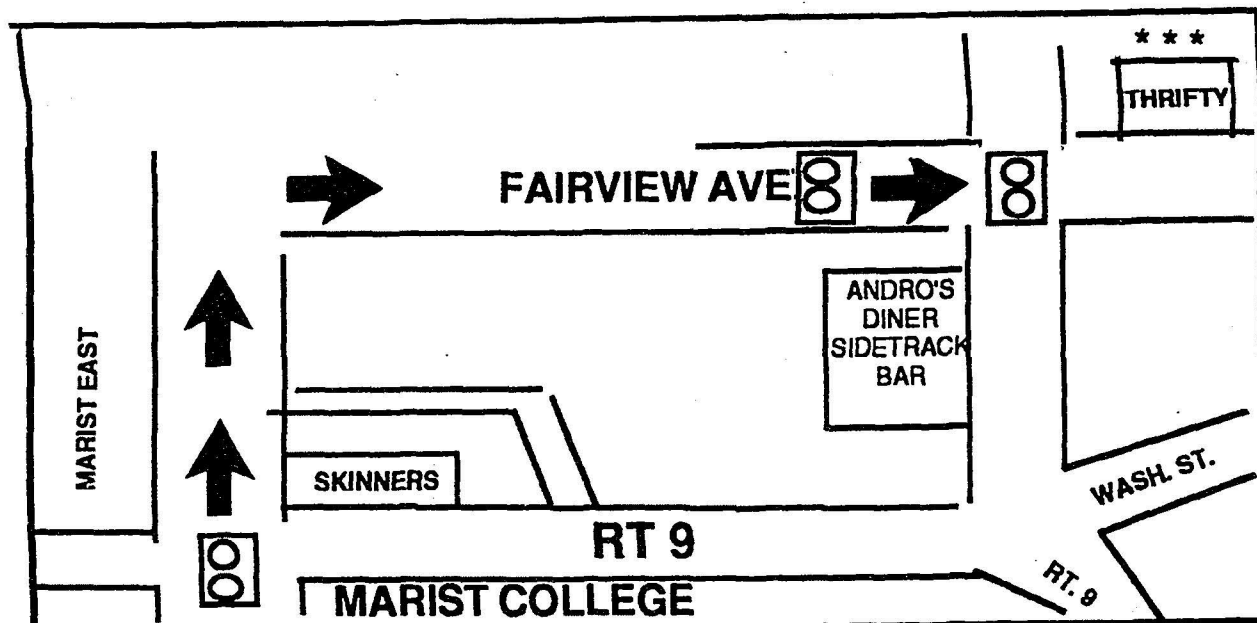 * * *
THRIFTY
FAIRVIEW AVE
ANDRO'S
DINER
SIDETRACK
BAR
MARIST EAST
SKINNERS
WASH. ST.
RT 9
RT. 9
MARIST COLLEGE